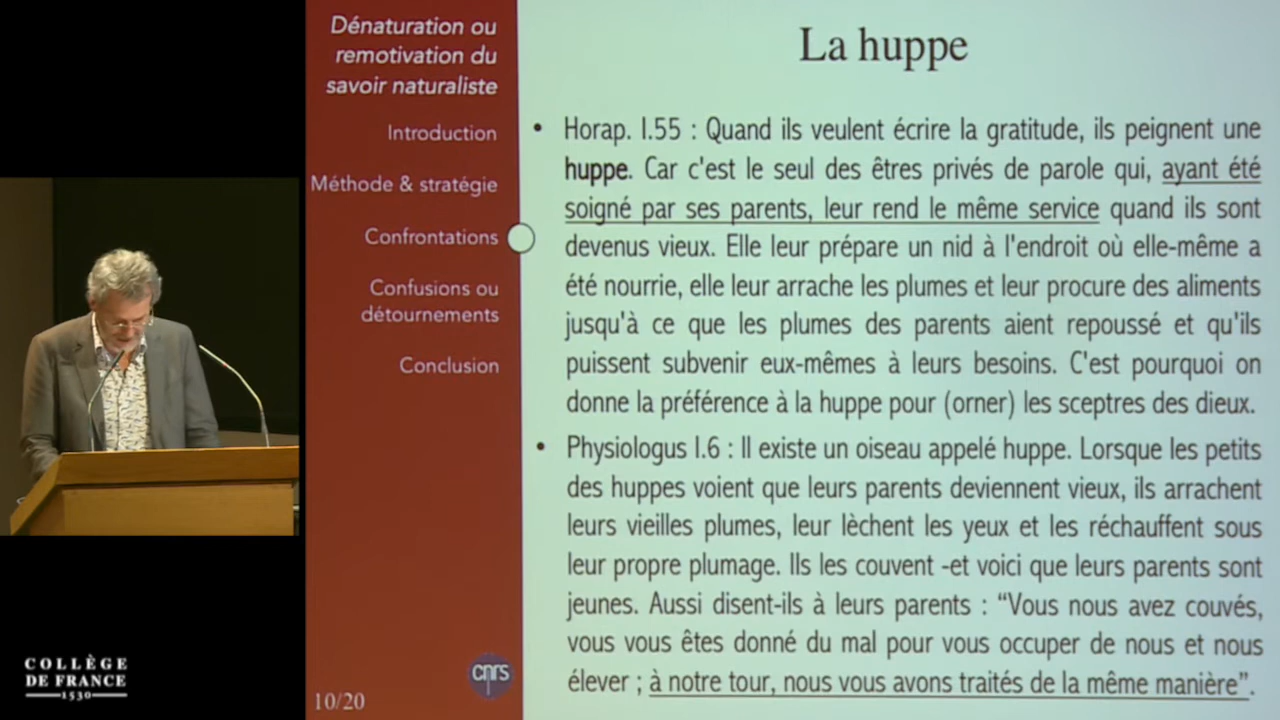 Dénaturation ou
remotivation du
savoir naturaliste
Introduction
Méthode & stratégie
Confrontations
Confusions ou
détournements
Conclusion
10/20
cnrs
La huppe
• Horap. I.55 : Quand ils veulent écrire la gratitude, ils peignent une
huppe. Car c'est le seul des êtres privés de parole qui, ayant été
soigné par ses parents, leur rend le même service quand ils sont
devenus vieux. Elle leur prépare un nid à l'endroit où elle-même a
été nourrie, elle leur arrache les plumes et leur procure des aliments
jusqu'à ce que les plumes des parents aient repoussé et qu'ils
puissent subvenir eux-mêmes à leurs besoins. C'est pourquoi on
donne la préférence à la huppe pour (orner) les sceptres des dieux.
• Physiologus I.6 : Il existe un oiseau appelé huppe. Lorsque les petits
des huppes voient que leurs parents deviennent vieux, ils arrachent
leurs vieilles plumes, leur lèchent les yeux et les réchauffent sous
leur propre plumage. Ils les couvent -et voici que leurs parents sont
jeunes. Aussi disent-ils à leurs parents : “Vous nous avez couvés,
vous vous êtes donné du mal pour vous occuper de nous et nous
élever ; à notre tour, nous vous avons traités de la même manière”.
COLLÈGE
DE FRANCE
1530